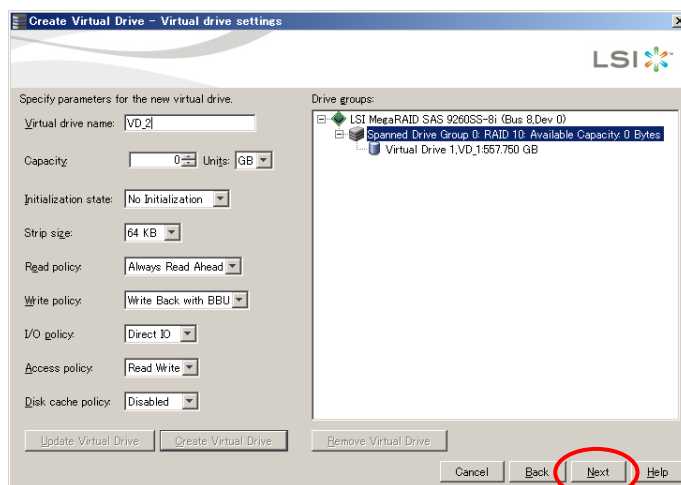 Create Virtual Drive - Virtual drive settings
LSI
Specify parameters for the new virtual drive.
Virtual drive name: VD_2
Capacity: 0 Units: GB
Initialization state: No Initialization
Strip size: 64 KB
Read policy: Always Read Ahead
Write policy: Write Back with BBU
I/O policy: Direct IO
Access policy: Read Write
Disk cache policy: Disabled
Update Virtual Drive Create Virtual Drive
Drive groups:
LSI MegaRAID SAS 9260SS-8i (Bus 8,Dev 0)
Spanned Drive Group 0: RAID 10: Available Capacity: 0 Bytes
Virtual Drive 1,VD_1:557.750 GB
Remove Virtual Drive
Cancel Back Next Help